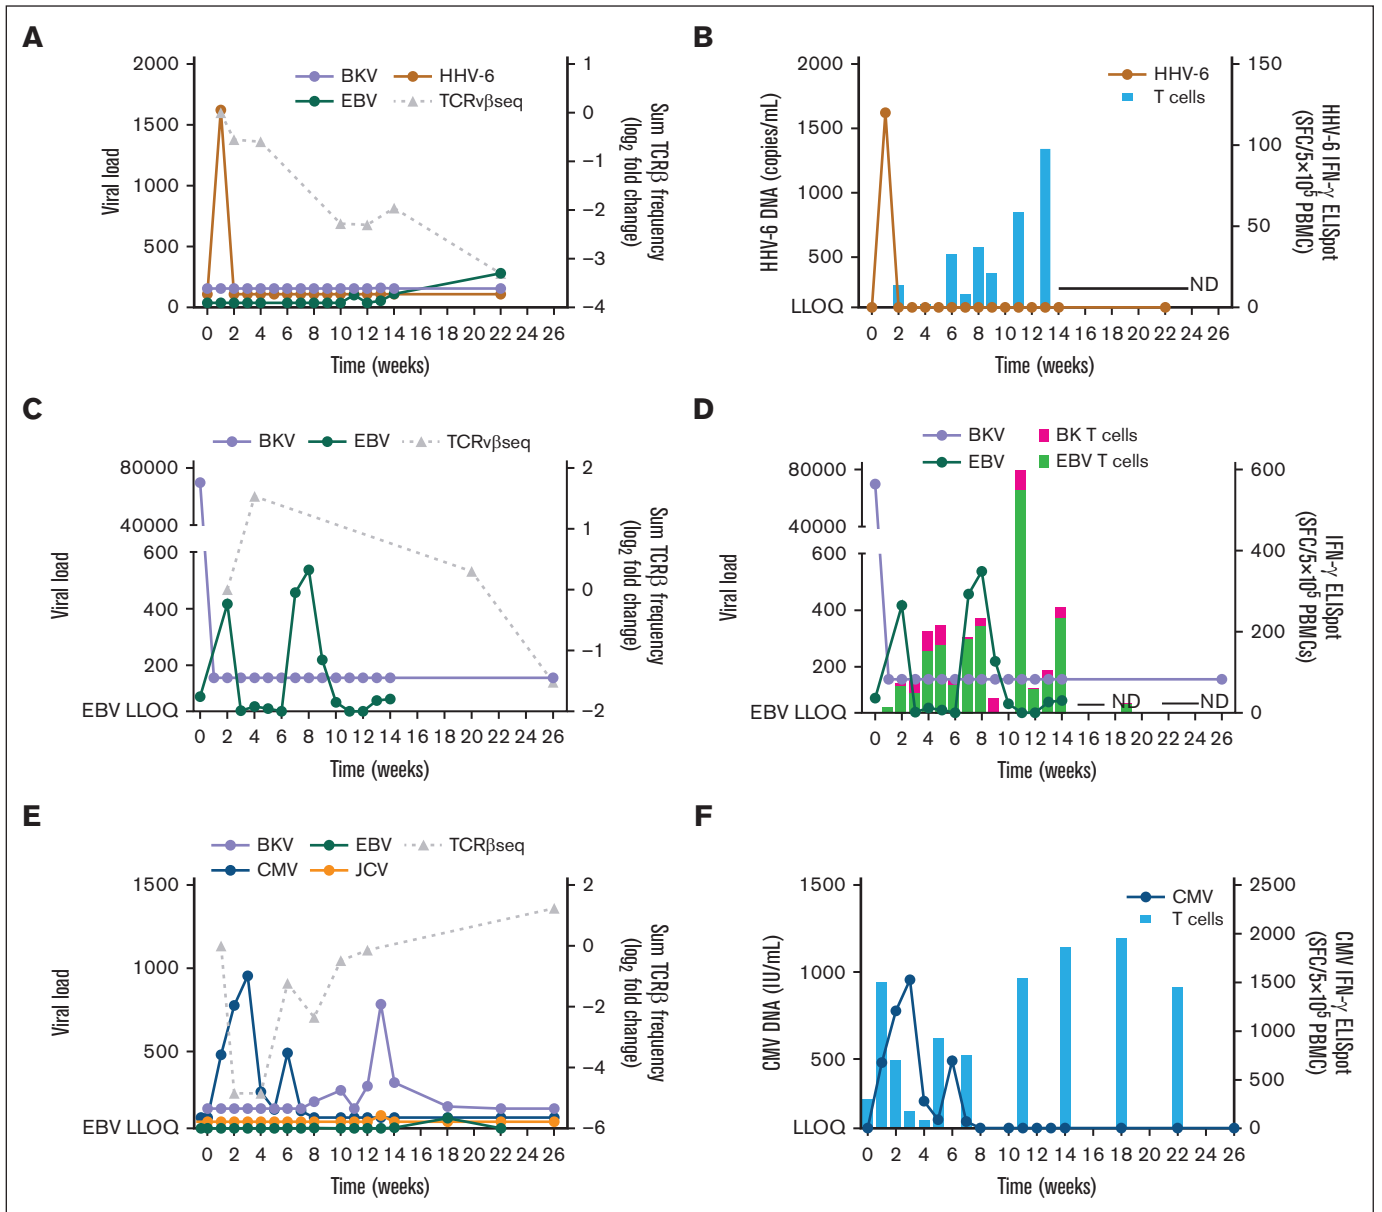 A
BKV HHV-6
EBV TCRvβseq
2000
1500
1000
500
0
Viral load
1
0
−1
−2
−3
−4
Sum TCRβ frequency
(log2 fold change)
0 2 4 6 8 10 12 14 16 18 20 22 24 26
Time (weeks)
B
HHV-6
T cells
2000
1500
1000
500
LLOQ
HHV-6 DNA (copies/mL)
150
100
50
0
HHV-6 IFN-γ ELISpot
(SFC/5×10⁵ PBMC)
ND
0 2 4 6 8 10 12 14 16 18 20 22 24 26
Time (weeks)
C
BKV EBV TCRvβseq
80000
40000
600
400
200
EBV LLOQ
Viral load
2
1
0
−1
−2
Sum TCRβ frequency
(log2 fold change)
0 2 4 6 8 10 12 14 16 18 20 22 24 26
Time (weeks)
D
BKV BK T cells
EBV EBV T cells
80000
40000
600
400
200
EBV LLOQ
Viral load
600
400
200
0
IFN-γ ELISpot
(SFC/5×10⁵ PBMCs)
ND ND
0 2 4 6 8 10 12 14 16 18 20 22 24 26
Time (weeks)
E
BKV EBV TCRβseq
CMV JCV
1500
1000
500
EBV LLOQ
Viral load
2
0
−2
−4
−6
Sum TCRβ frequency
(log2 fold change)
0 2 4 6 8 10 12 14 16 18 20 22 24 26
Time (weeks)
F
CMV
T cells
1500
1000
500
LLOQ
CMV DNA (IU/mL)
2500
2000
1500
1000
500
0
CMV IFN-γ ELISpot
(SFC/5×10⁵ PBMC)
0 2 4 6 8 10 12 14 16 18 20 22 24 26
Time (weeks)